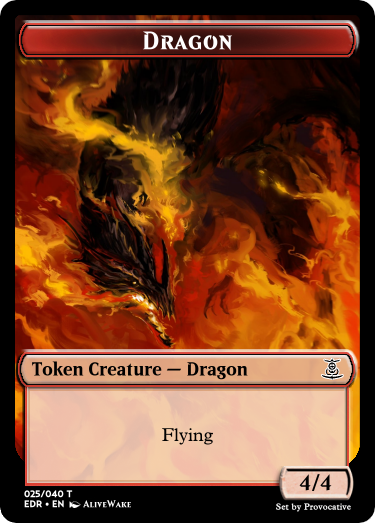 Dragon
Token Creature — Dragon
Flying
4/4
025/040 T
EDR • EN AliveWake
Set by Provocative